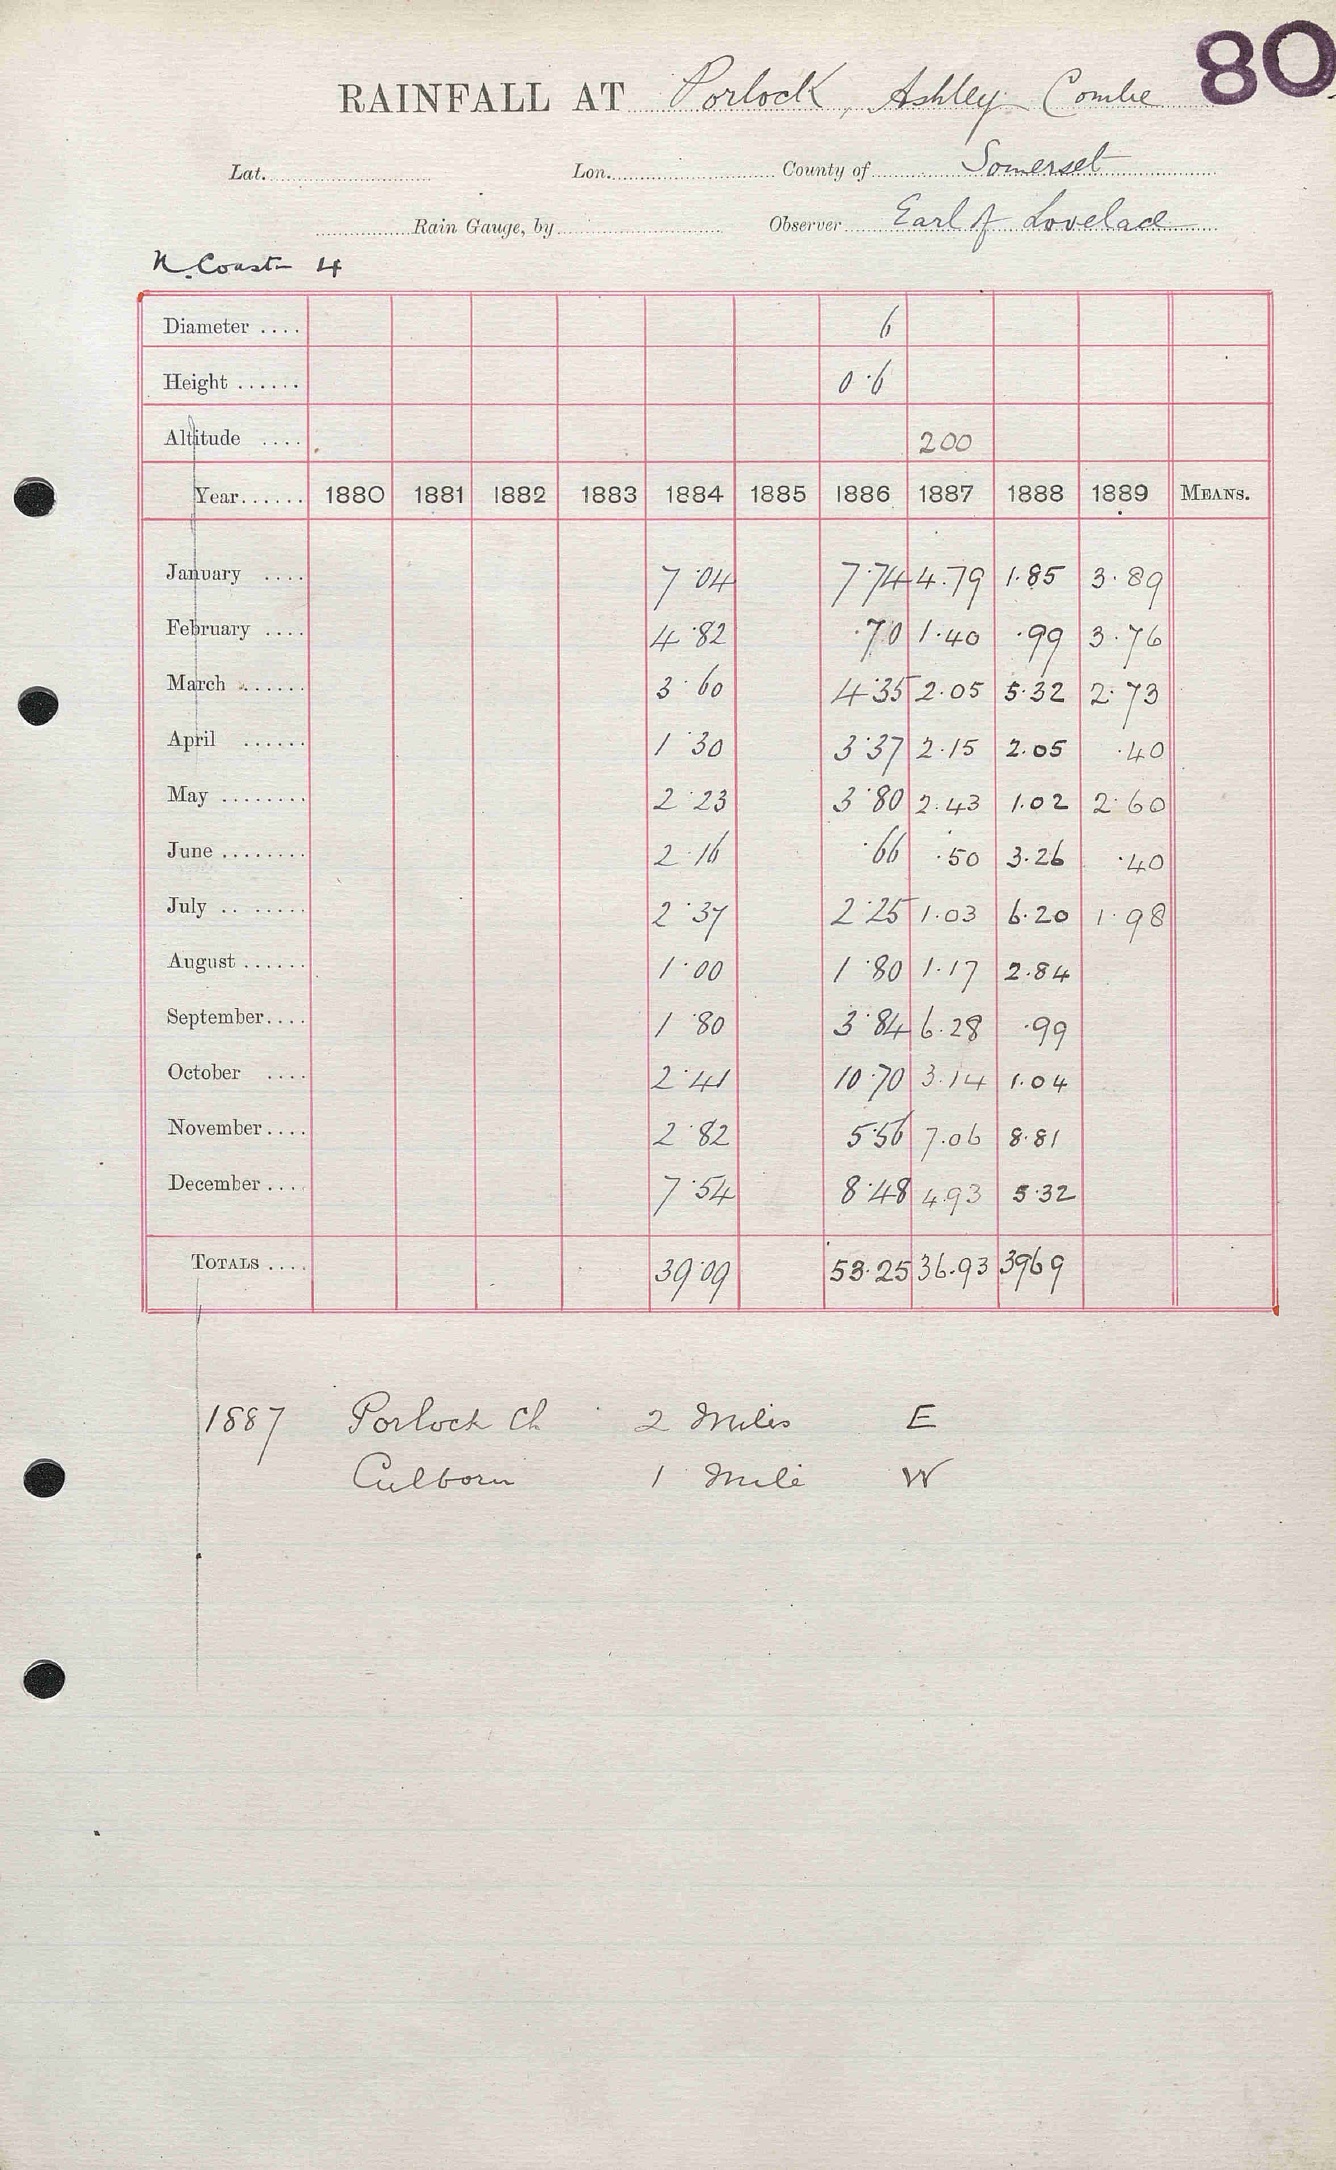 80
RAINFALL AT Porlock, Ashley Combe
Lat. Lon. County of Somerset
Rain Gauge, by Observer Earl of Lovelace
N. Coast 4
Diameter .... 6
Height ...... 0.6
Altitude .... 200
Year...... 1880 1881 1882 1883 1884 1885 1886 1887 1888 1889 MEANS.
January .... 7.04 7.74 4.79 1.85 3.89
February .... 4.82 .70 1.40 .99 3.76
March ...... 3.60 4.35 2.05 5.32 2.73
April ...... 1.30 3.37 2.15 2.05 .40
May ........ 2.23 3.80 2.43 1.02 2.60
June ........ 2.16 .66 .50 3.26 .40
July .. ...... 2.37 2.25 1.03 6.20 1.98
August ...... 1.00 1.80 1.17 2.84
September.... 1.80 3.84 6.28 .99
October .... 2.41 10.70 3.14 1.04
November.... 2.82 5.56 7.06 8.81
December .... 7.54 8.48 4.93 5.32
TOTALS .... 39.09 53.25 36.93 3969
1887 Porlock Ch 2 Miles E
Culborn 1 Mile W